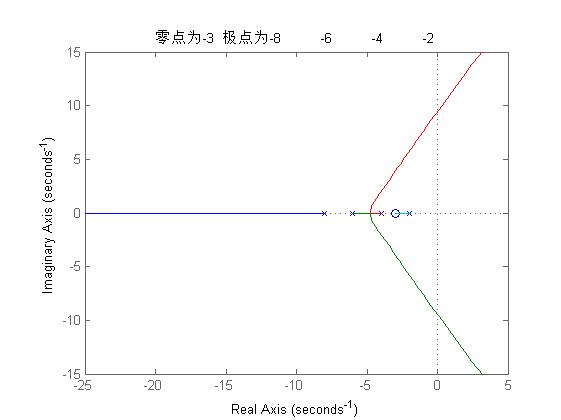 零点为-3 极点为-8 -6 -4 -2
15
10
5
0
-5
-10
-15
-25 -20 -15 -10 -5 0 5
Imaginary Axis (seconds-1)
Real Axis (seconds-1)